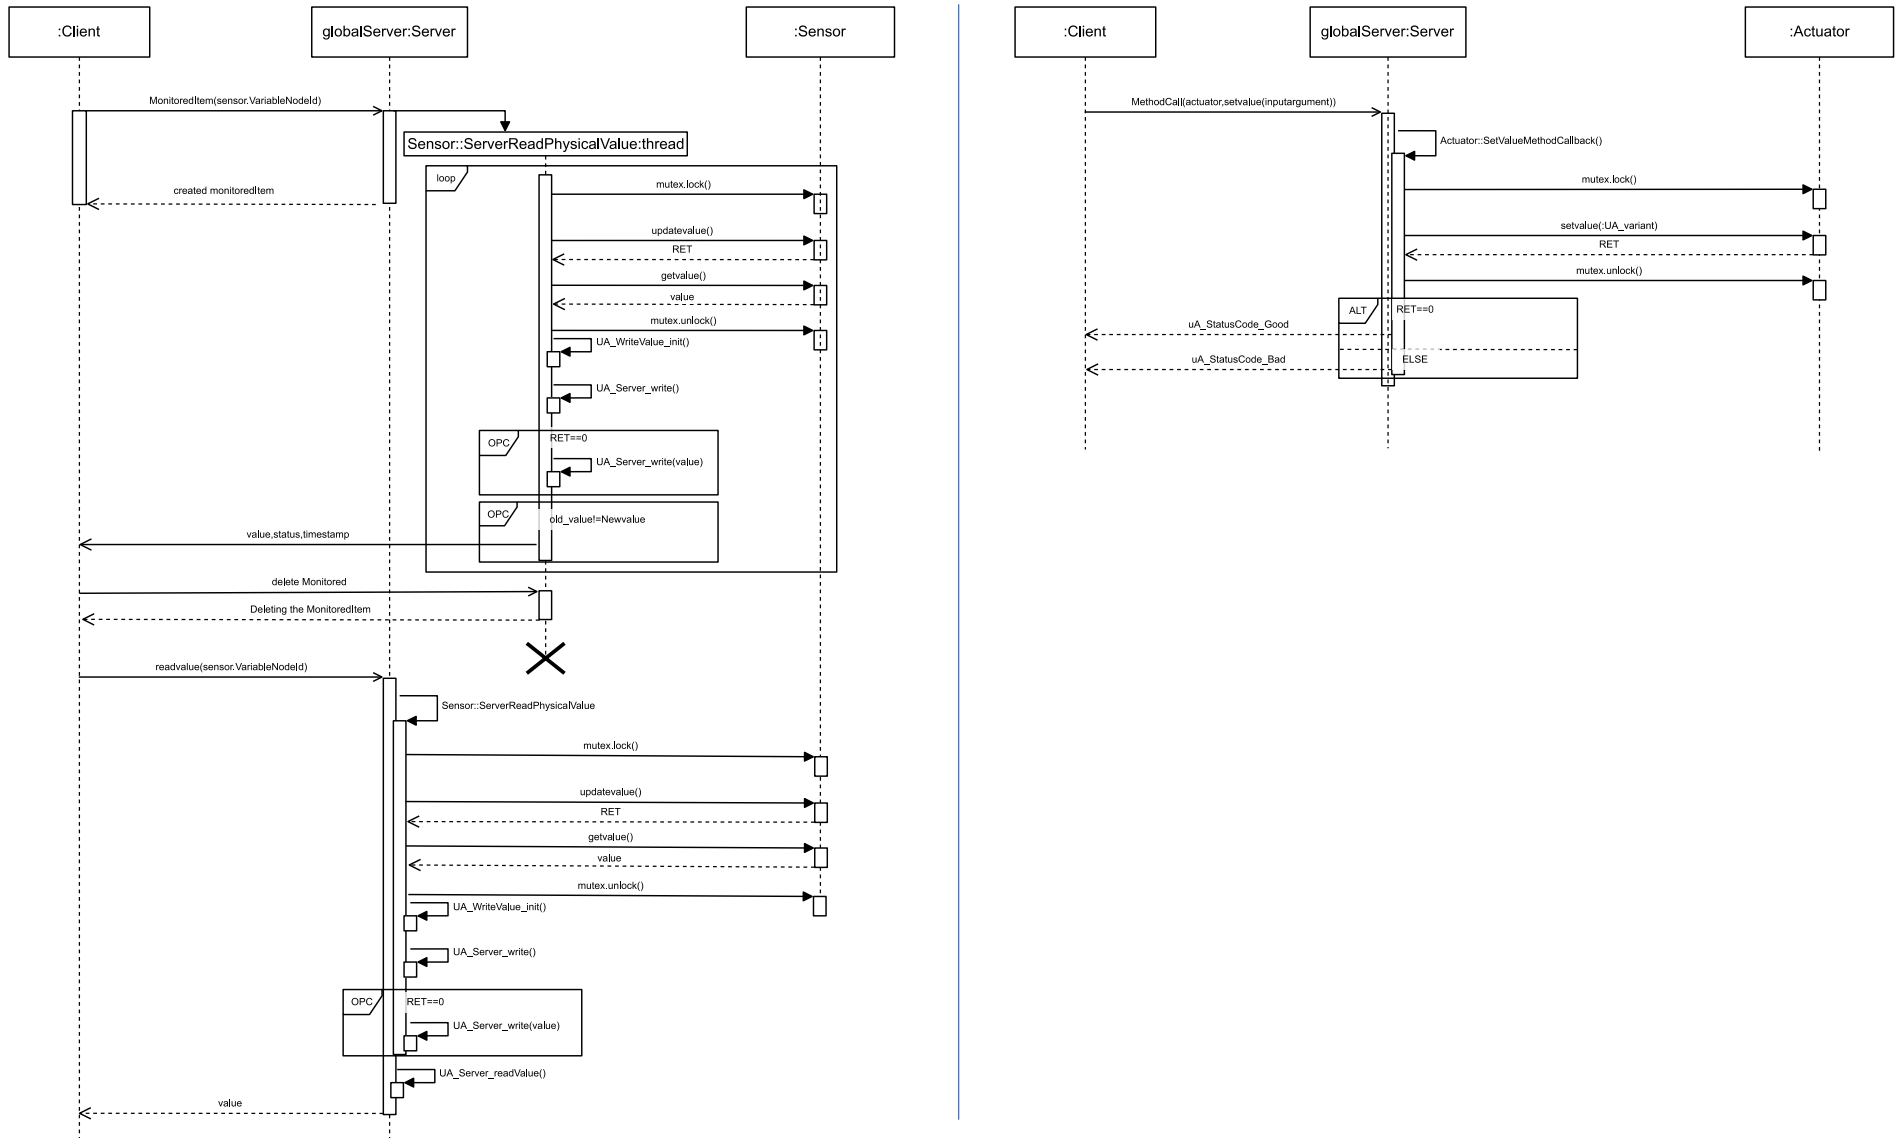 :Client
globalServer:Server
:Sensor
MonitoredItem(sensor.VariableNodeId)
Sensor::ServerReadPhysicalValue:thread
loop
mutex.lock()
created monitoredItem
updatevalue()
RET
getvalue()
value
mutex.unlock()
UA_WriteValue_init()
UA_Server_write()
OPC
RET==0
UA_Server_write(value)
OPC
old_value!=Newvalue
value,status,timestamp
delete Monitored
Deleting the MonitoredItem
readvalue(sensor.VariableNodeId)
Sensor::ServerReadPhysicalValue
mutex.lock()
updatevalue()
RET
getvalue()
value
mutex.unlock()
UA_WriteValue_init()
UA_Server_write()
OPC
RET==0
UA_Server_write(value)
UA_Server_readValue()
value
:Client
globalServer:Server
:Actuator
MethodCall(actuator,setvalue(inputargument))
Actuator::SetValueMethodCallback()
mutex.lock()
setvalue(:UA_variant)
RET
mutex.unlock()
ALT
RET==0
uA_StatusCode_Good
ELSE
uA_StatusCode_Bad